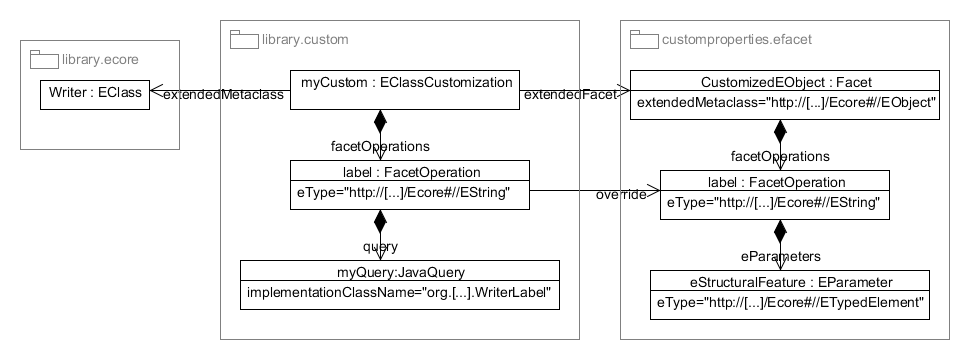 library.ecore
Writer : EClass
library.custom
extendedMetaclass
myCustom : EClassCustomization
extendedFacet
facetOperations
label : FacetOperation
eType="http://[...]/Ecore#//EString"
override
query
myQuery:JavaQuery
implementationClassName="org.[...].WriterLabel"
customproperties.efacet
CustomizedEObject : Facet
extendedMetaclass="http://[...]/Ecore#//EObject"
facetOperations
label : FacetOperation
eType="http://[...]/Ecore#//EString"
eParameters
eStructuralFeature : EParameter
eType="http://[...]/Ecore#//ETypedElement"